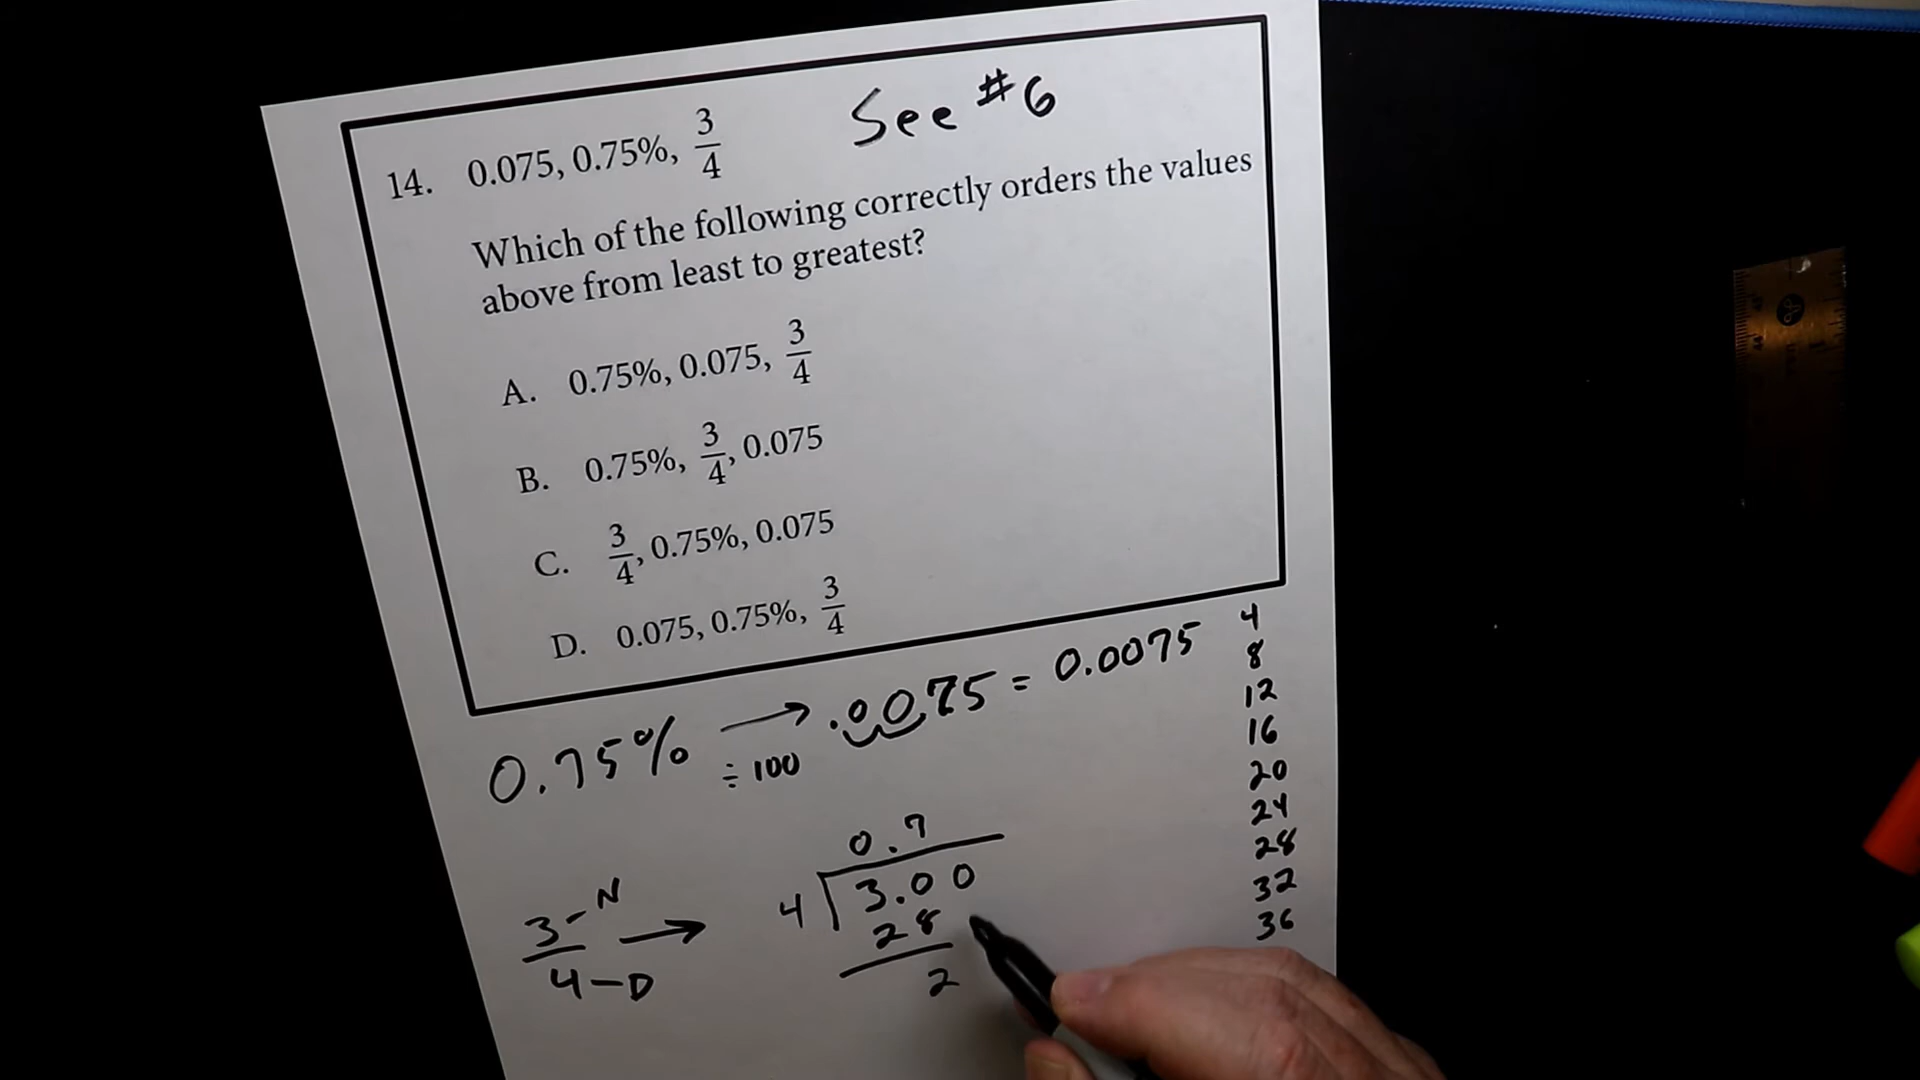 See #6
14. 0.075, 0.75%, 3/4
Which of the following correctly orders the values
above from least to greatest?
A. 0.75%, 0.075, 3/4
B. 0.75%, 3/4, 0.075
C. 3/4, 0.75%, 0.075
D. 0.075, 0.75%, 3/4
0.75% → .0075 = 0.0075
÷ 100
3 - N
4 - D
→
0.7
4 3.00
28
2
4
8
12
16
20
24
28
32
36